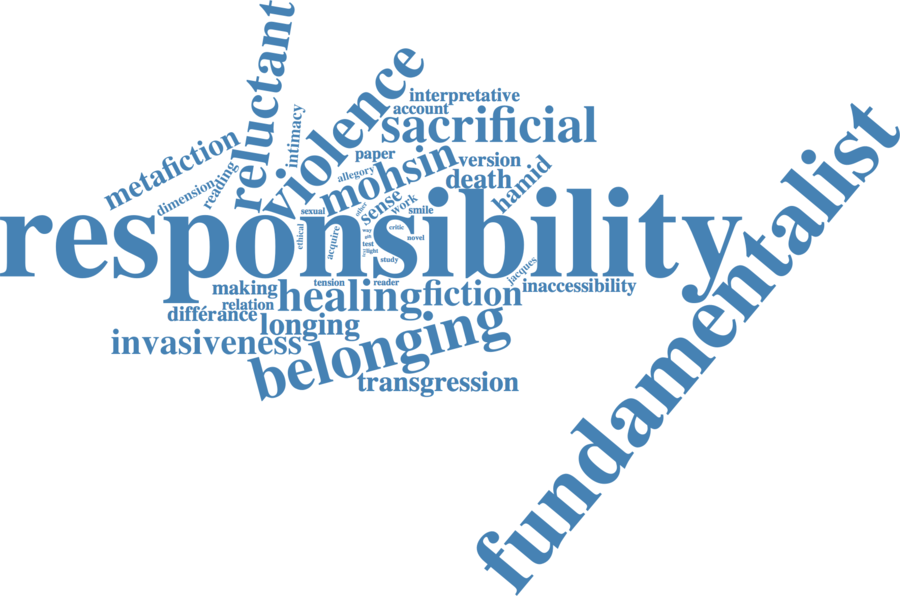 reluctant
violence
interpretative
account
sacrificial
fundamentalist
metafiction
intimacy
paper
mohsin
version
reading
allegory
death
hamid
dimension
sense
work
sexual
other
smile
responsibility
ethical
acquire
critic
way
novel
test
study
tension
reader
jacques
making
healing
fiction
inaccessibility
relation
différance
longing
invasiveness
belonging
transgression